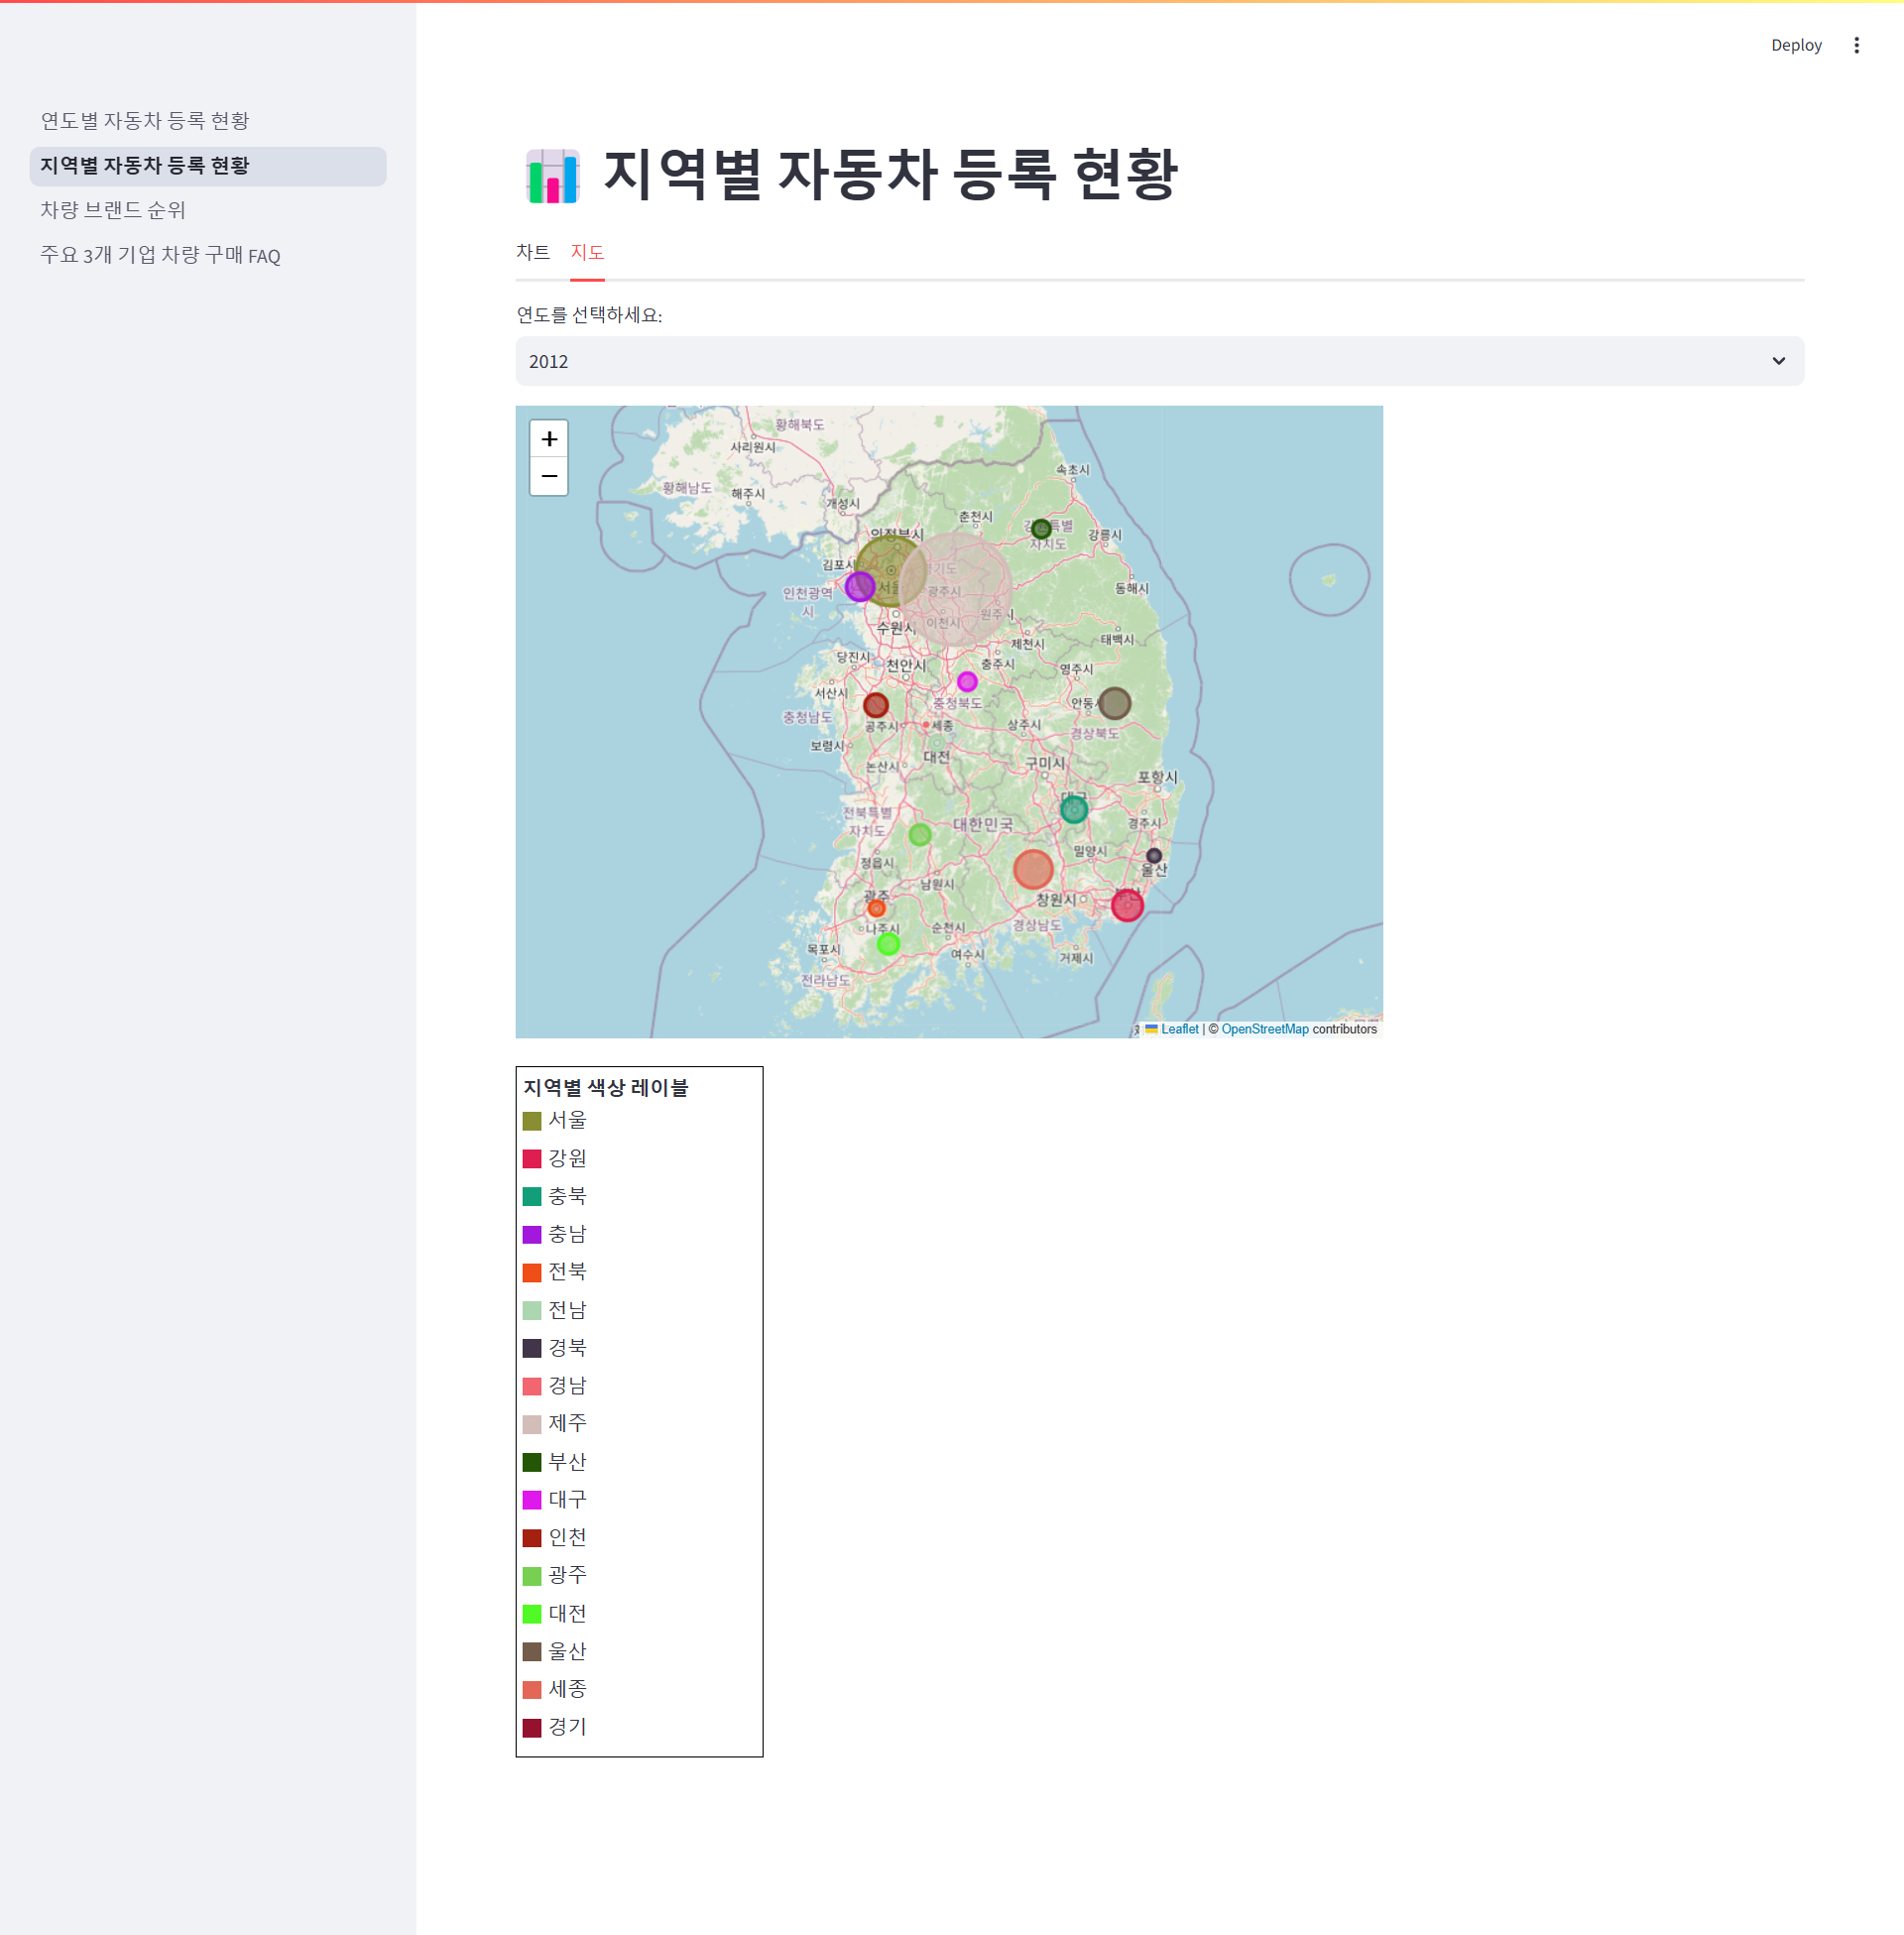 Deploy
연도별 자동차 등록 현황
지역별 자동차 등록 현황
차량 브랜드 순위
주요 3개 기업 차량 구매 FAQ
지역별 자동차 등록 현황
차트 지도
연도를 선택하세요:
2012
+
−
황해북도
사리원시
속초시
황해남도
해주시
개성시
춘천시
특별
자치도
강릉시
의정부시
김포시
경기도
동해시
서울
광주시
인천광역
시
원주시
이천시
수원시
태백시
제천시
당진시
천안시
충주시
영주시
서산시
충청북도
안동시
충청남도
공주시
세종
상주시
경상북도
보령시
대전
논산시
구미시
포항시
대구
전북특별
자치도
대한민국
경주시
밀양시
정읍시
울산
남원시
광주
부산
창원시
나주시
순천시
경상남도
목포시
여수시
거제시
전라남도
Leaflet | © OpenStreetMap contributors
지역별 색상 레이블
서울
강원
충북
충남
전북
전남
경북
경남
제주
부산
대구
인천
광주
대전
울산
세종
경기